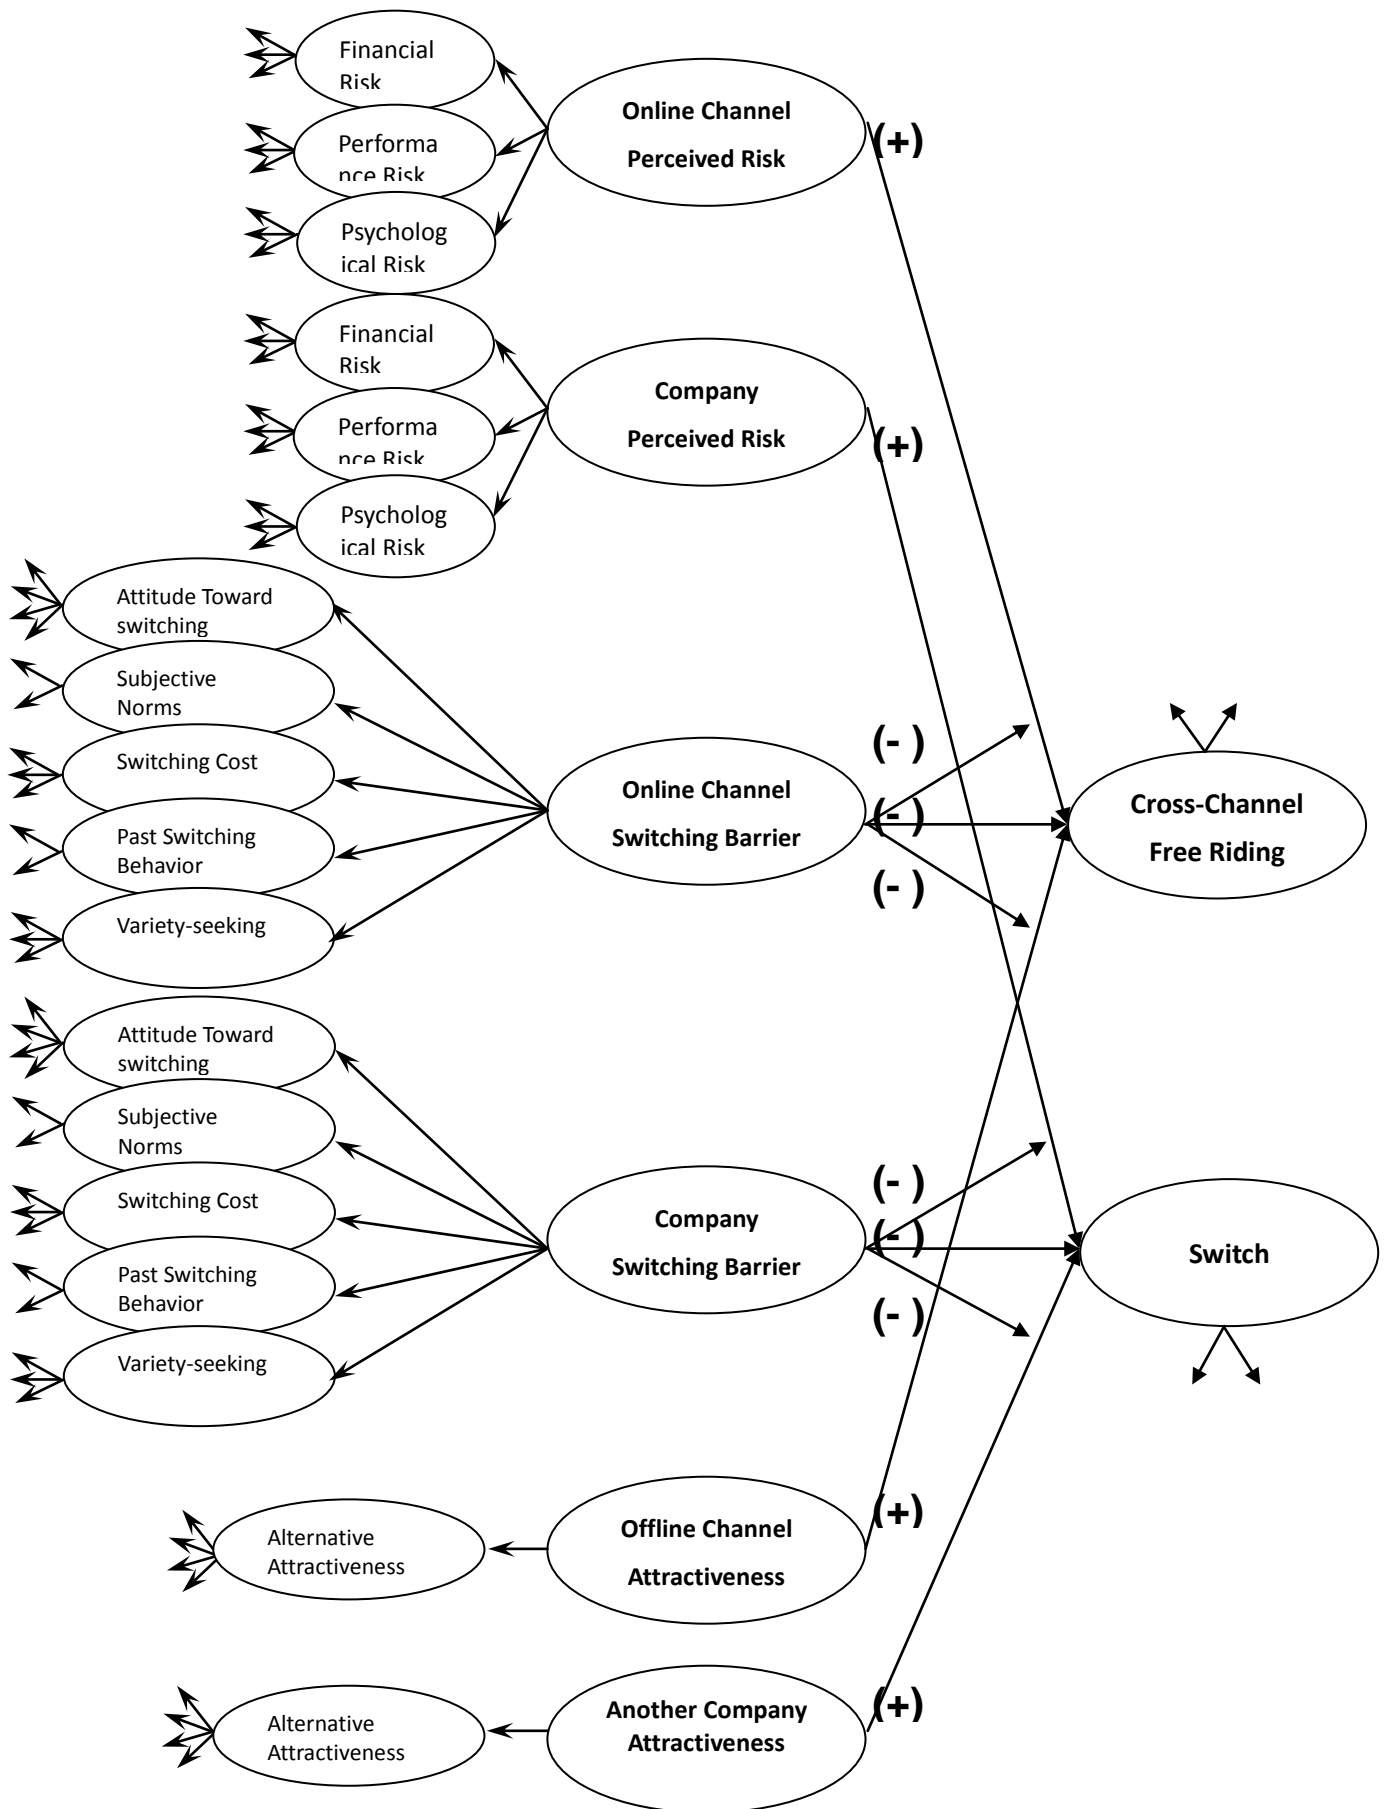 Financial
Risk
Performa
nce Risk
Psycholog
ical Risk
Online Channel
Perceived Risk
(+)
Financial
Risk
Performa
nce Risk
Psycholog
ical Risk
Company
Perceived Risk
(+)
Attitude Toward
switching
Subjective
Norms
Switching Cost
Past Switching
Behavior
Variety-seeking
Online Channel
Switching Barrier
(- )
(- )
(- )
Cross-Channel
Free Riding
Attitude Toward
switching
Subjective
Norms
Switching Cost
Past Switching
Behavior
Variety-seeking
Company
Switching Barrier
(- )
(- )
(- )
Switch
Alternative
Attractiveness
Offline Channel
Attractiveness
(+)
Alternative
Attractiveness
Another Company
Attractiveness
(+)